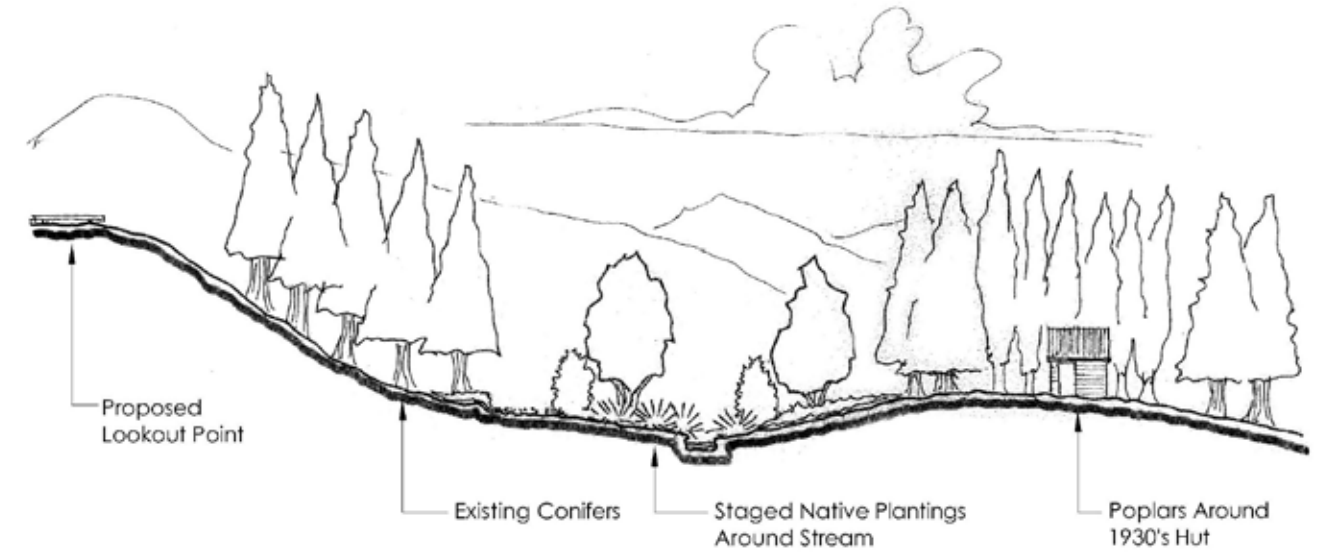 Proposed
Lookout Point
Existing Conifers
Staged Native Plantings
Around Stream
Poplars Around
1930's Hut